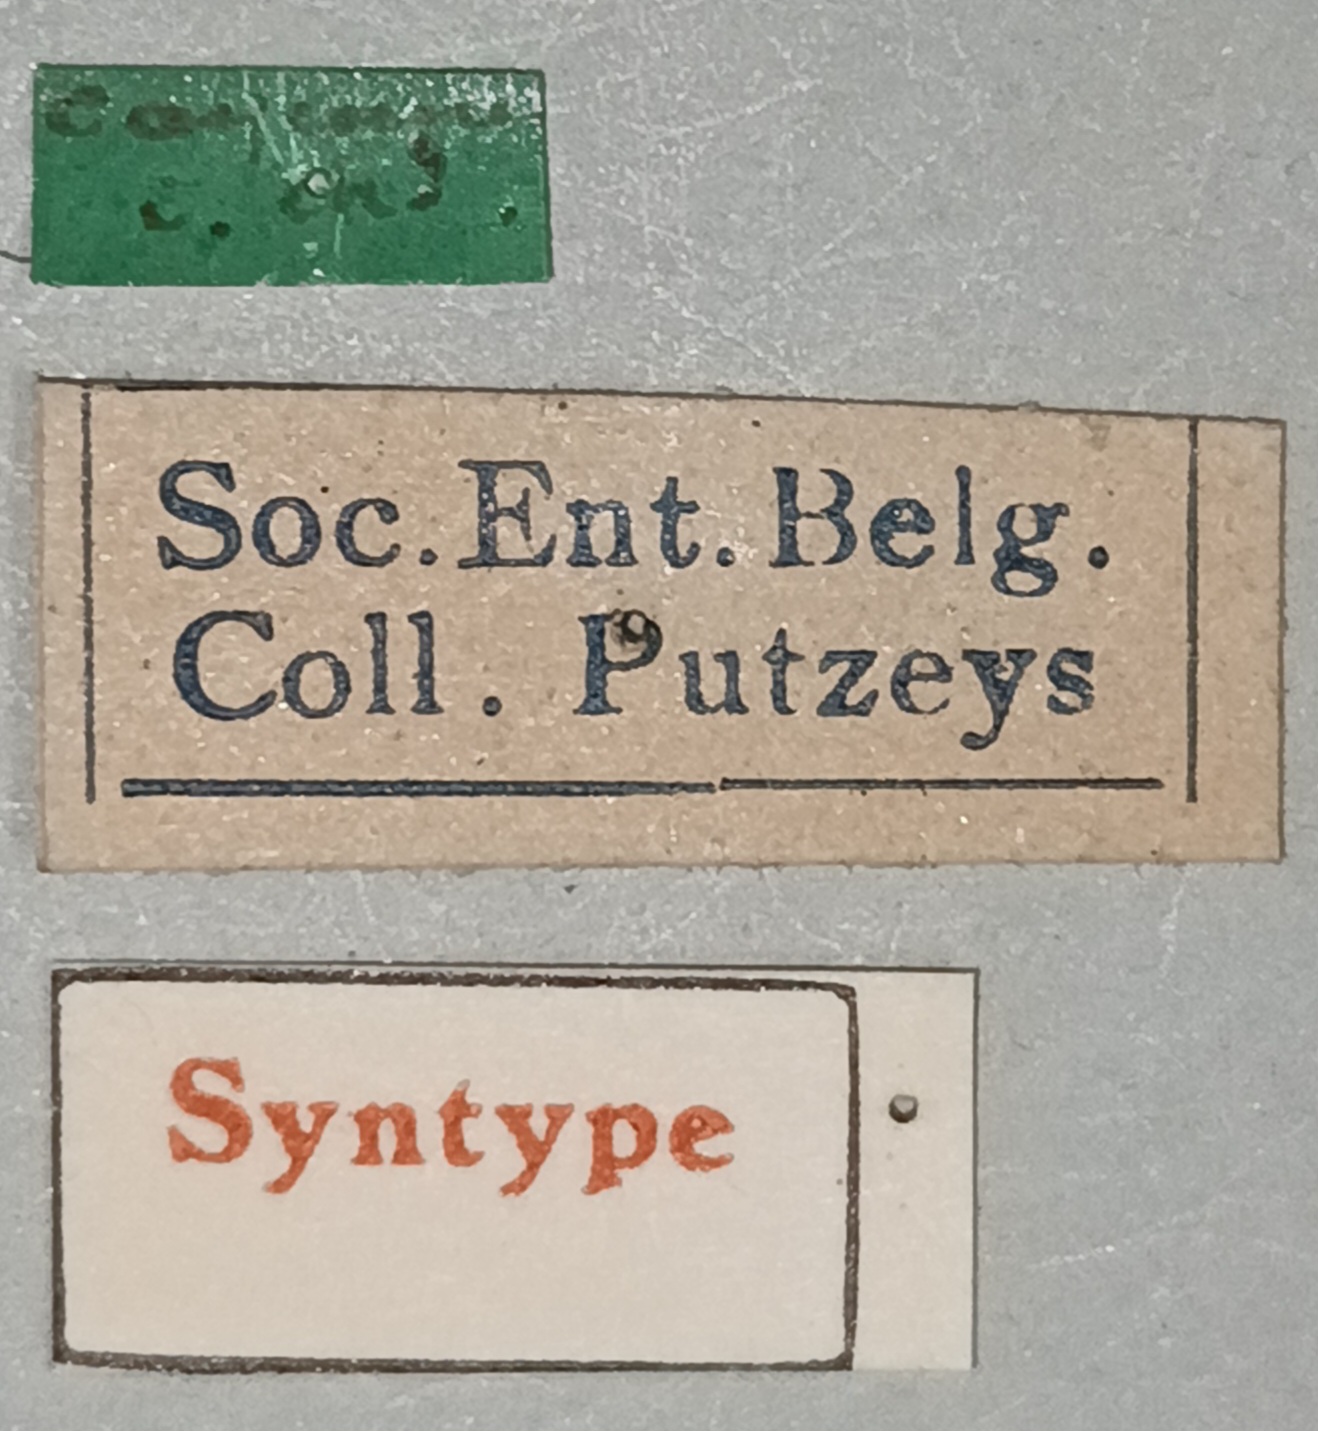 Soc. Ent. Belg.
Coll. Putzeys
Syntype